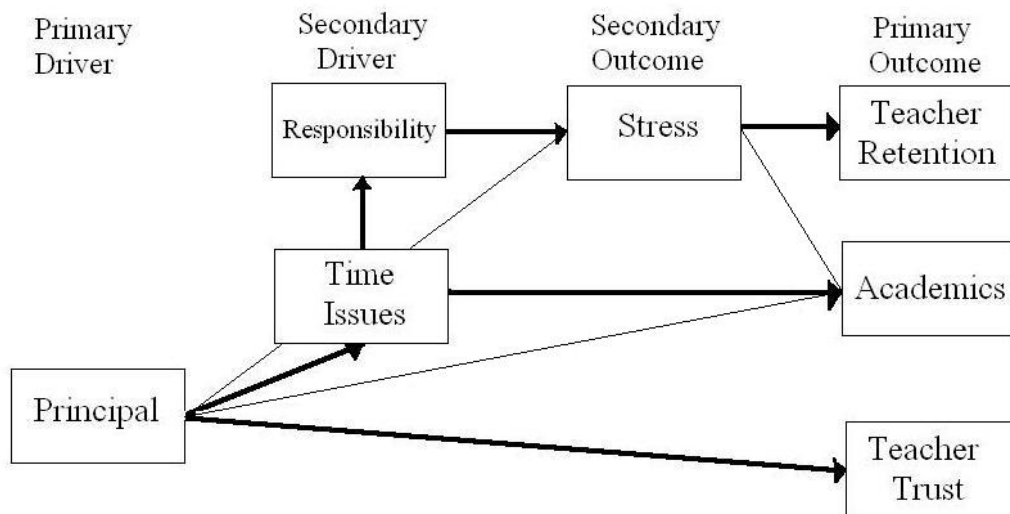 Primary
Driver
Secondary
Driver
Secondary
Outcome
Primary
Outcome
Responsibility
Stress
Teacher
Retention
Time
Issues
Academics
Principal
Teacher
Trust